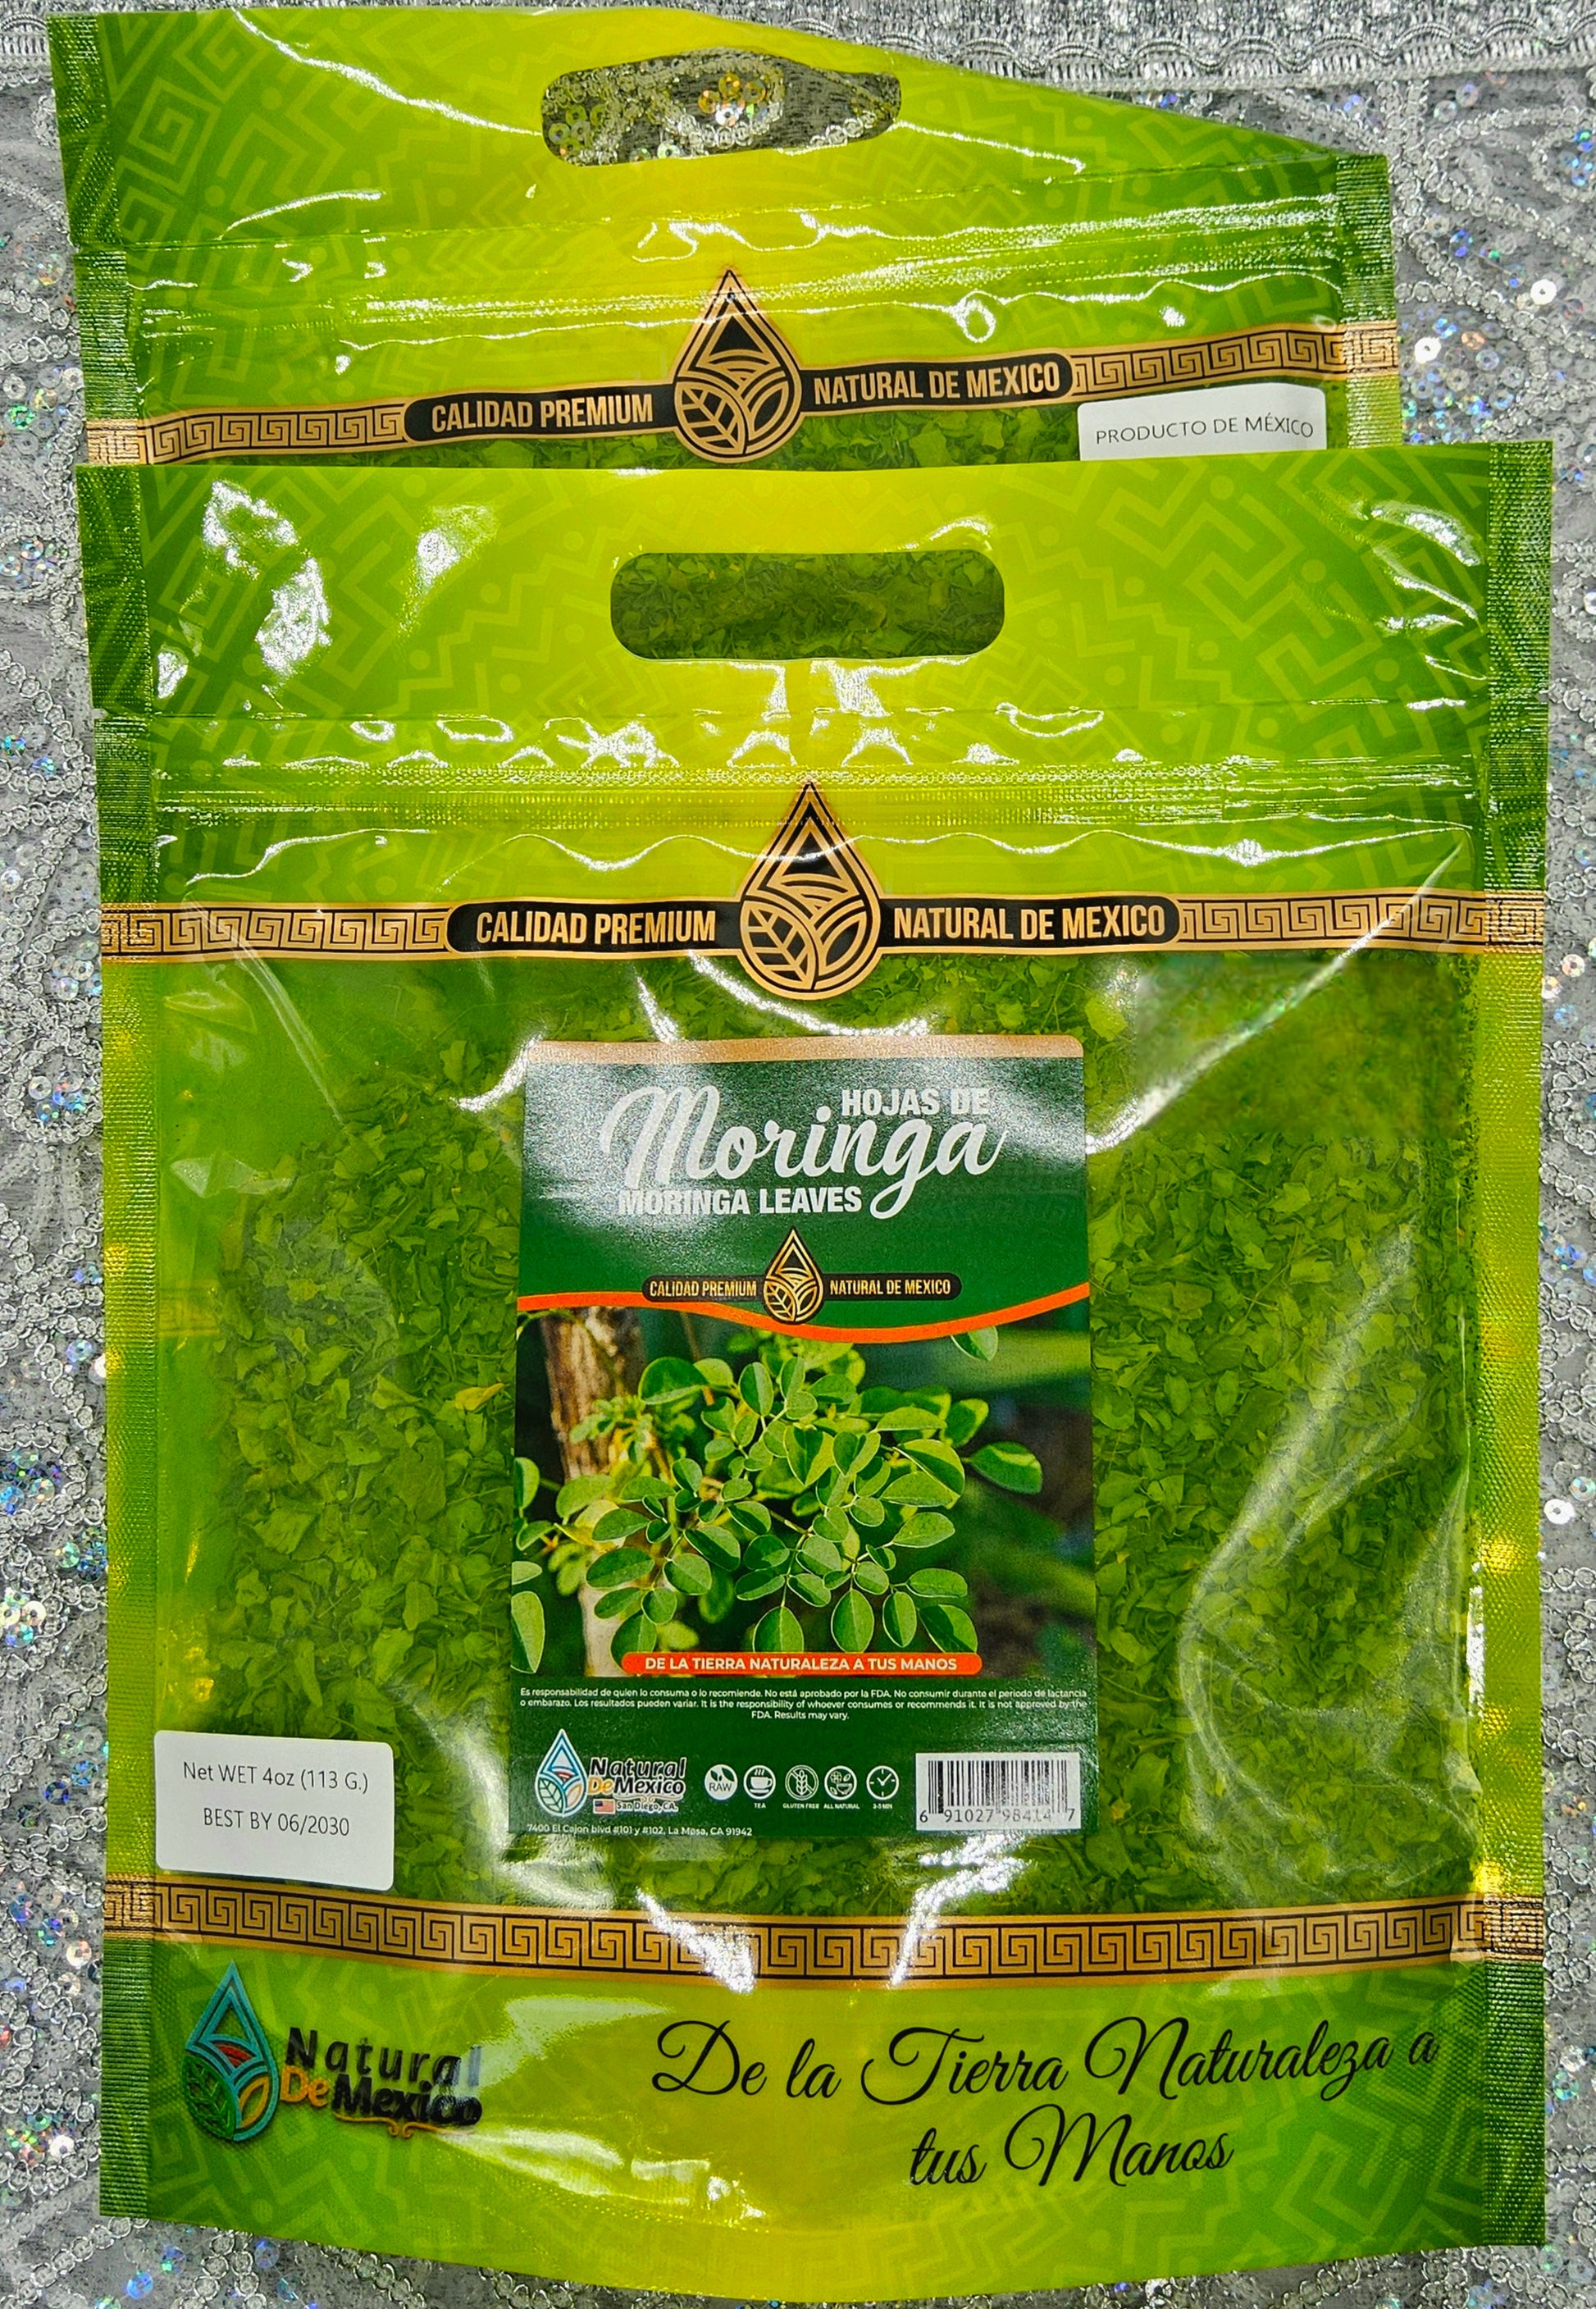 CALIDAD PREMIUM NATURAL DE MEXICO
PRODUCTO DE MÉXICO
CALIDAD PREMIUM NATURAL DE MEXICO
HOJAS DE
Moringa
MORINGA LEAVES
CALIDAD PREMIUM NATURAL DE MEXICO
DE LA TIERRA NATURALEZA A TUS MANOS
Es responsabilidad de quien lo consuma o lo recomiende. No está aprobado por la FDA. No consumir durante el periodo de lactancia
o embarazo. Los resultados pueden variar. It is the responsibility of whoever consumes or recommends it. It is not approved by the
FDA. Results may vary.
Natural
De Mexico
San Diego, CA.
RAW
TEA
GLUTEN FREE
ALL NATURAL
3-5 MIN
6 91027 98414 7
7400 El Cajon blvd #101 y #102, La Mesa, CA 91942
Net WET 4oz (113 G.)
BEST BY 06/2030
Natural
De Mexico
De la Tierra Naturaleza a
tus Manos